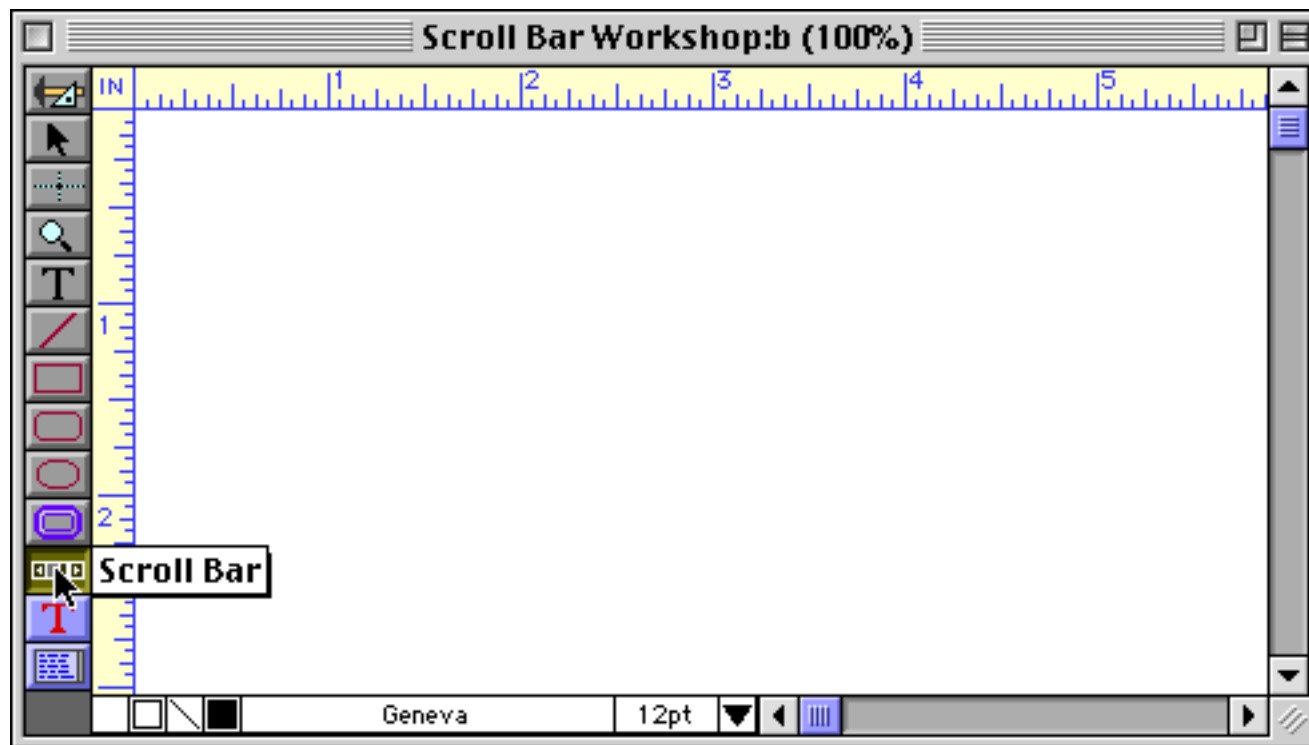 Scroll Bar Workshop:b (100%)
IN 1 2 3 4 5
T
1
2
Scroll Bar
T
Geneva 12pt